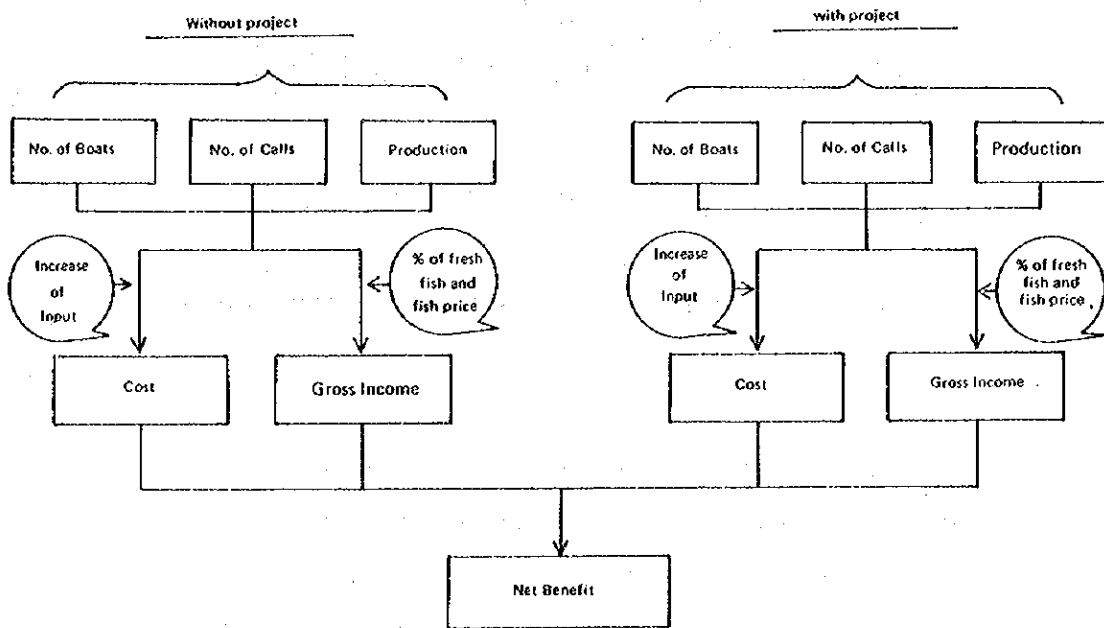 Without project
with project
No. of Boats
No. of Calls
Production
No. of Boats
No. of Calls
Production
Increase
of
Input
% of fresh
fish and
fish price
Increase
of
Input
% of fresh
fish and
fish price
Cost
Gross Income
Cost
Gross Income
Net Benefit